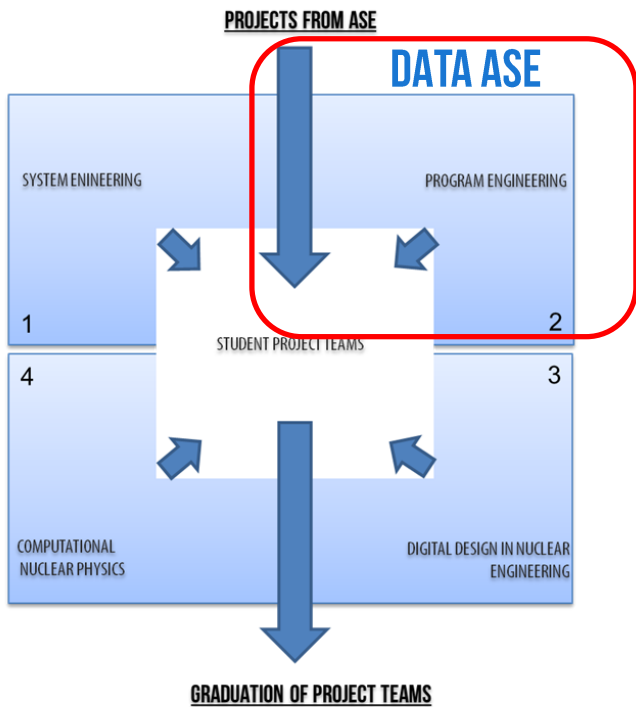 PROJECTS FROM ASE
DATA ASE
SYSTEM ENINEERING
PROGRAM ENGINEERING
1
2
STUDENT PROJECT TEAMS
4
3
COMPUTATIONAL
NUCLEAR PHYSICS
DIGITAL DESIGN IN NUCLEAR
ENGINEERING
GRADUATION OF PROJECT TEAMS